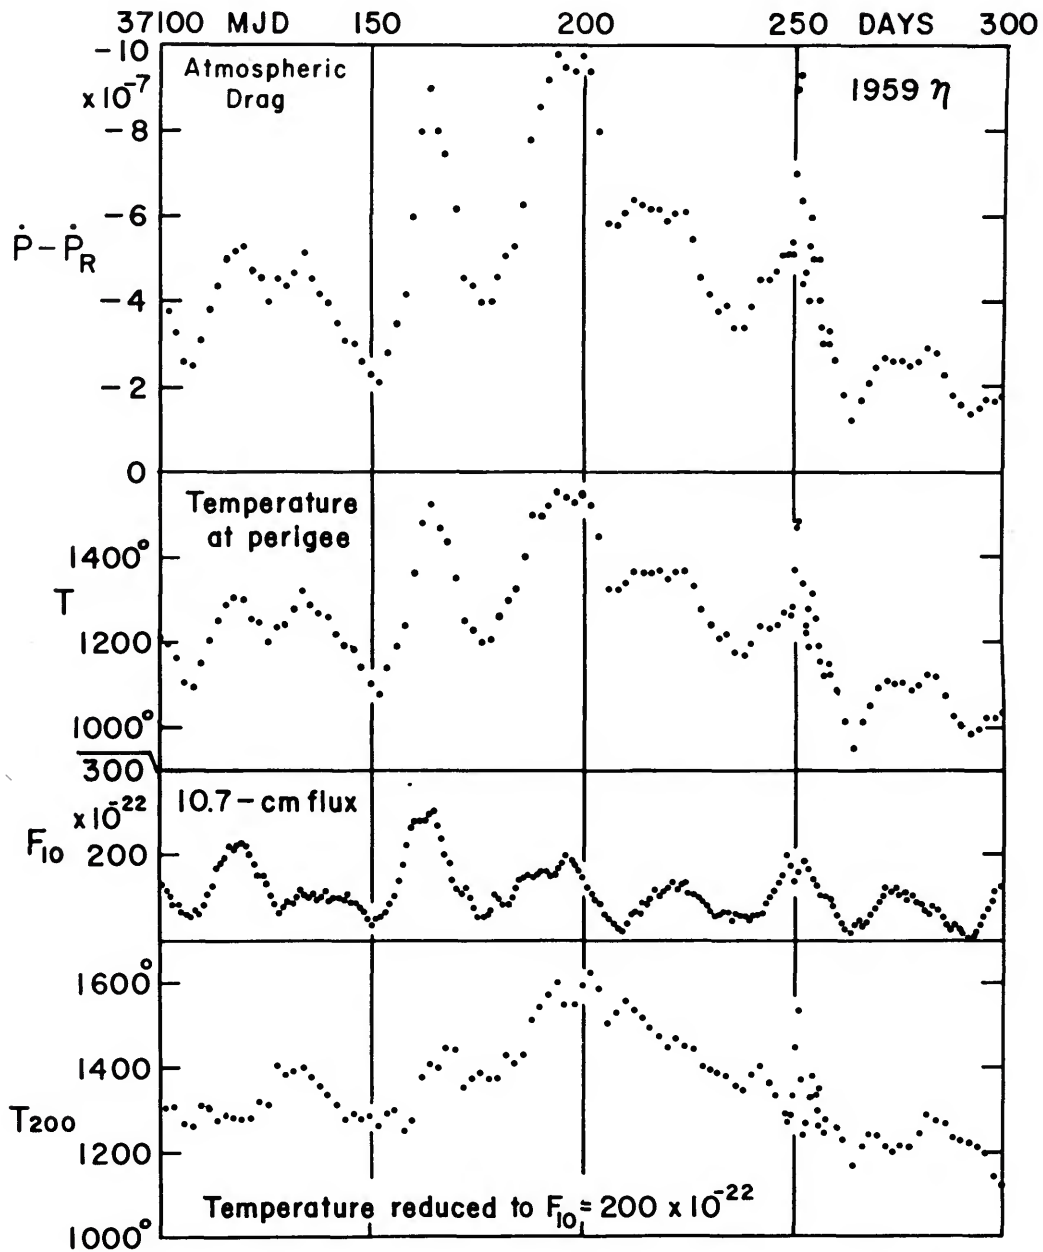 37100 MJD 150 200 250 DAYS 300
−10
×10⁻⁷
Atmospheric
Drag
1959 η
−8
−6
Ṗ−Ṗ_R
−4
−2
0
Temperature
at perigee
1400°
T
1200°
1000°
300
×10⁻²² 10.7−cm flux
F₁₀ 200
1600°
1400°
T₂₀₀
1200°
Temperature reduced to F₁₀= 200 x 10⁻²²
1000°